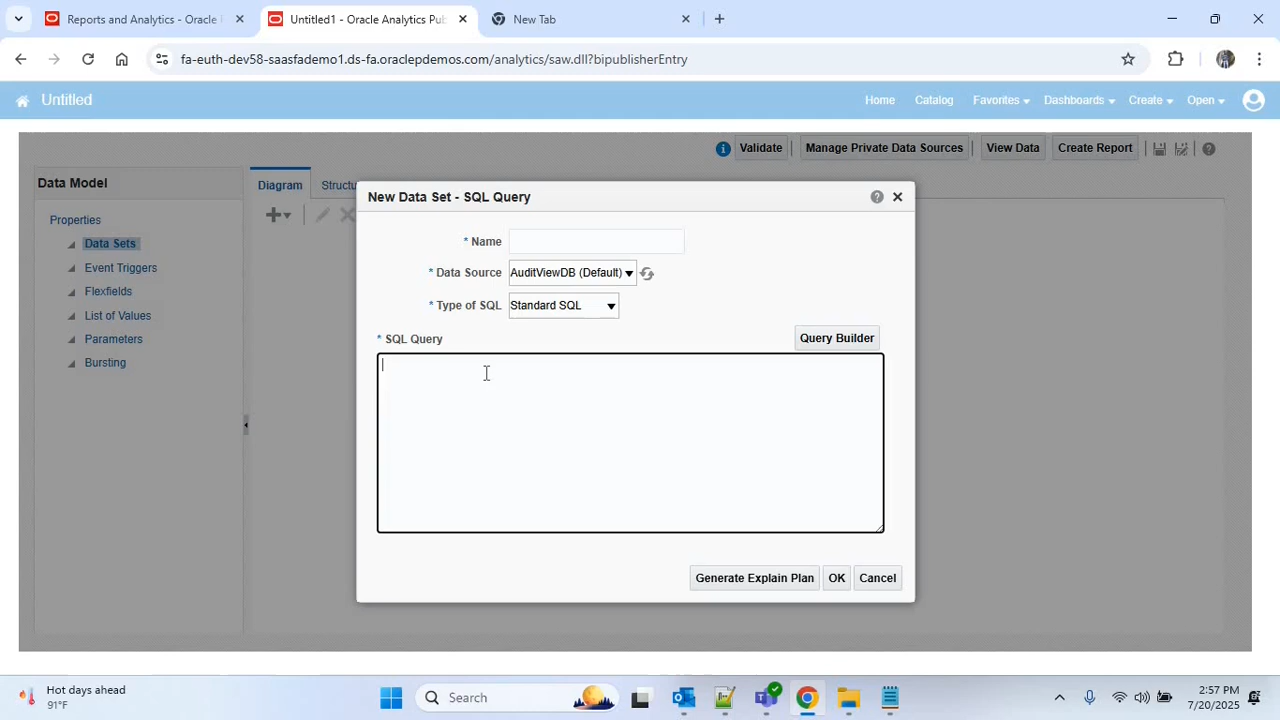 Reports and Analytics - Oracle
Untitled1 - Oracle Analytics Pub
New Tab
fa-euth-dev58-saasfademo1.ds-fa.oraclepdemos.com/analytics/saw.dll?bipublisherEntry
Untitled
Home Catalog Favorites Dashboards Create Open
Validate Manage Private Data Sources View Data Create Report
Data Model
Diagram Structu
Properties
Data Sets
Event Triggers
Flexfields
List of Values
Parameters
Bursting
New Data Set - SQL Query
* Name
* Data Source AuditViewDB (Default)
* Type of SQL Standard SQL
* SQL Query Query Builder
Generate Explain Plan OK Cancel
Hot days ahead
91°F
Search
2:57 PM
7/20/2025